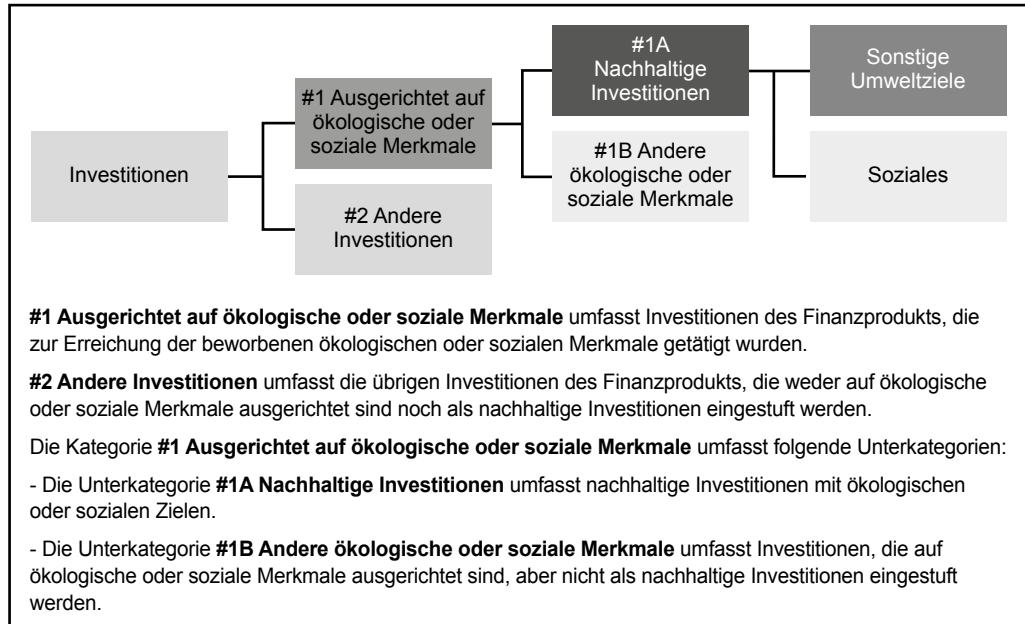 #1A
Nachhaltige
Investitionen
Sonstige
Umweltziele
#1 Ausgerichtet auf
ökologische oder
soziale Merkmale
#1B Andere
ökologische oder
soziale Merkmale
Soziales
Investitionen
#2 Andere
Investitionen
#1 Ausgerichtet auf ökologische oder soziale Merkmale umfasst Investitionen des Finanzprodukts, die
zur Erreichung der beworbenen ökologischen oder sozialen Merkmale getätigt wurden.
#2 Andere Investitionen umfasst die übrigen Investitionen des Finanzprodukts, die weder auf ökologische
oder soziale Merkmale ausgerichtet sind noch als nachhaltige Investitionen eingestuft werden.
Die Kategorie #1 Ausgerichtet auf ökologische oder soziale Merkmale umfasst folgende Unterkategorien:
- Die Unterkategorie #1A Nachhaltige Investitionen umfasst nachhaltige Investitionen mit ökologischen
oder sozialen Zielen.
- Die Unterkategorie #1B Andere ökologische oder soziale Merkmale umfasst Investitionen, die auf
ökologische oder soziale Merkmale ausgerichtet sind, aber nicht als nachhaltige Investitionen eingestuft
werden.